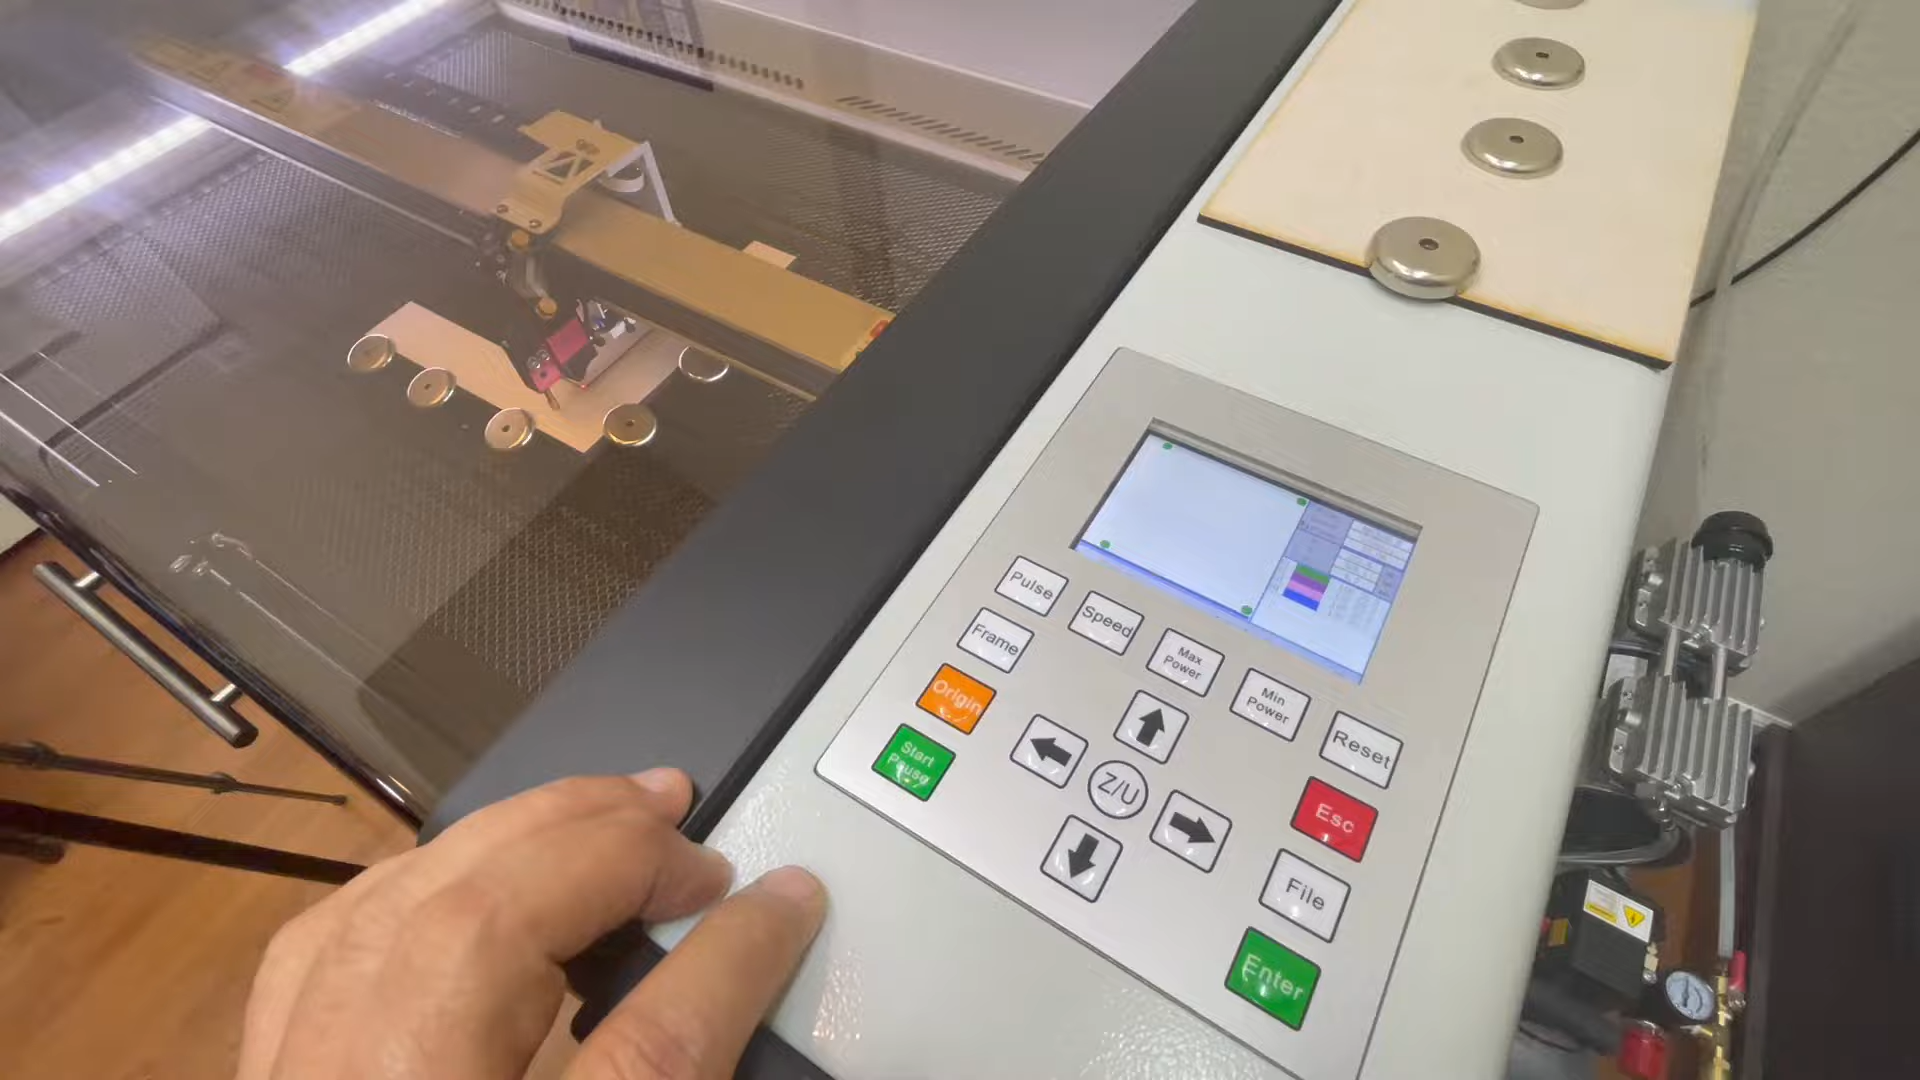 Pulse
Speed
Max
Power
Min
Power
Reset
Frame
Origin
Start
Pause
Z/U
Esc
File
Enter